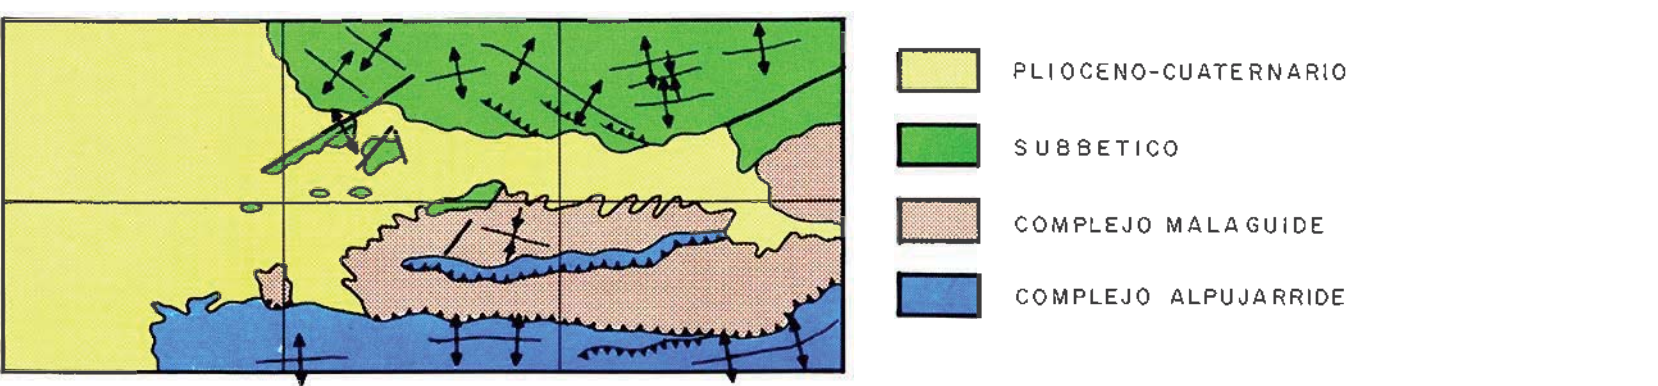 PLIOCENO-CUATERNARIO
SUBBETICO
COMPLEJO MALAGUIDE
COMPLEJO ALPUJARRIDE